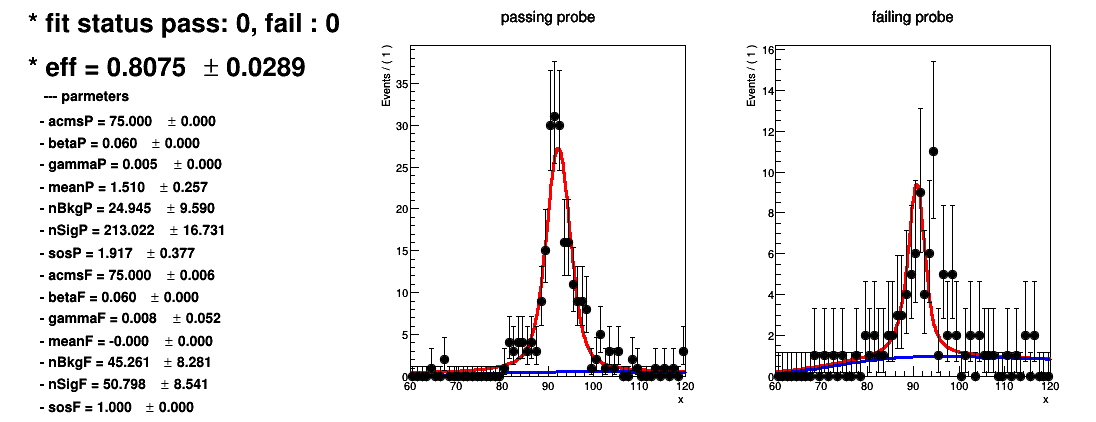 * fit status pass: 0, fail : 0
* eff = 0.8075 ± 0.0289
--- parmeters
- acmsP = 75.000 ± 0.000
- betaP = 0.060 ± 0.000
- gammaP = 0.005 ± 0.000
- meanP = 1.510 ± 0.257
- nBkgP = 24.945 ± 9.590
- nSigP = 213.022 ± 16.731
- sosP = 1.917 ± 0.377
- acmsF = 75.000 ± 0.006
- betaF = 0.060 ± 0.000
- gammaF = 0.008 ± 0.052
- meanF = -0.000 ± 0.000
- nBkgF = 45.261 ± 8.281
- nSigF = 50.798 ± 8.541
- sosF = 1.000 ± 0.000
passing probe
Events / ( 1 )
35
30
25
20
15
10
5
0
60 70 80 90 100 110 120
x
failing probe
Events / ( 1 )
16
14
12
10
8
6
4
2
0
60 70 80 90 100 110 120
x